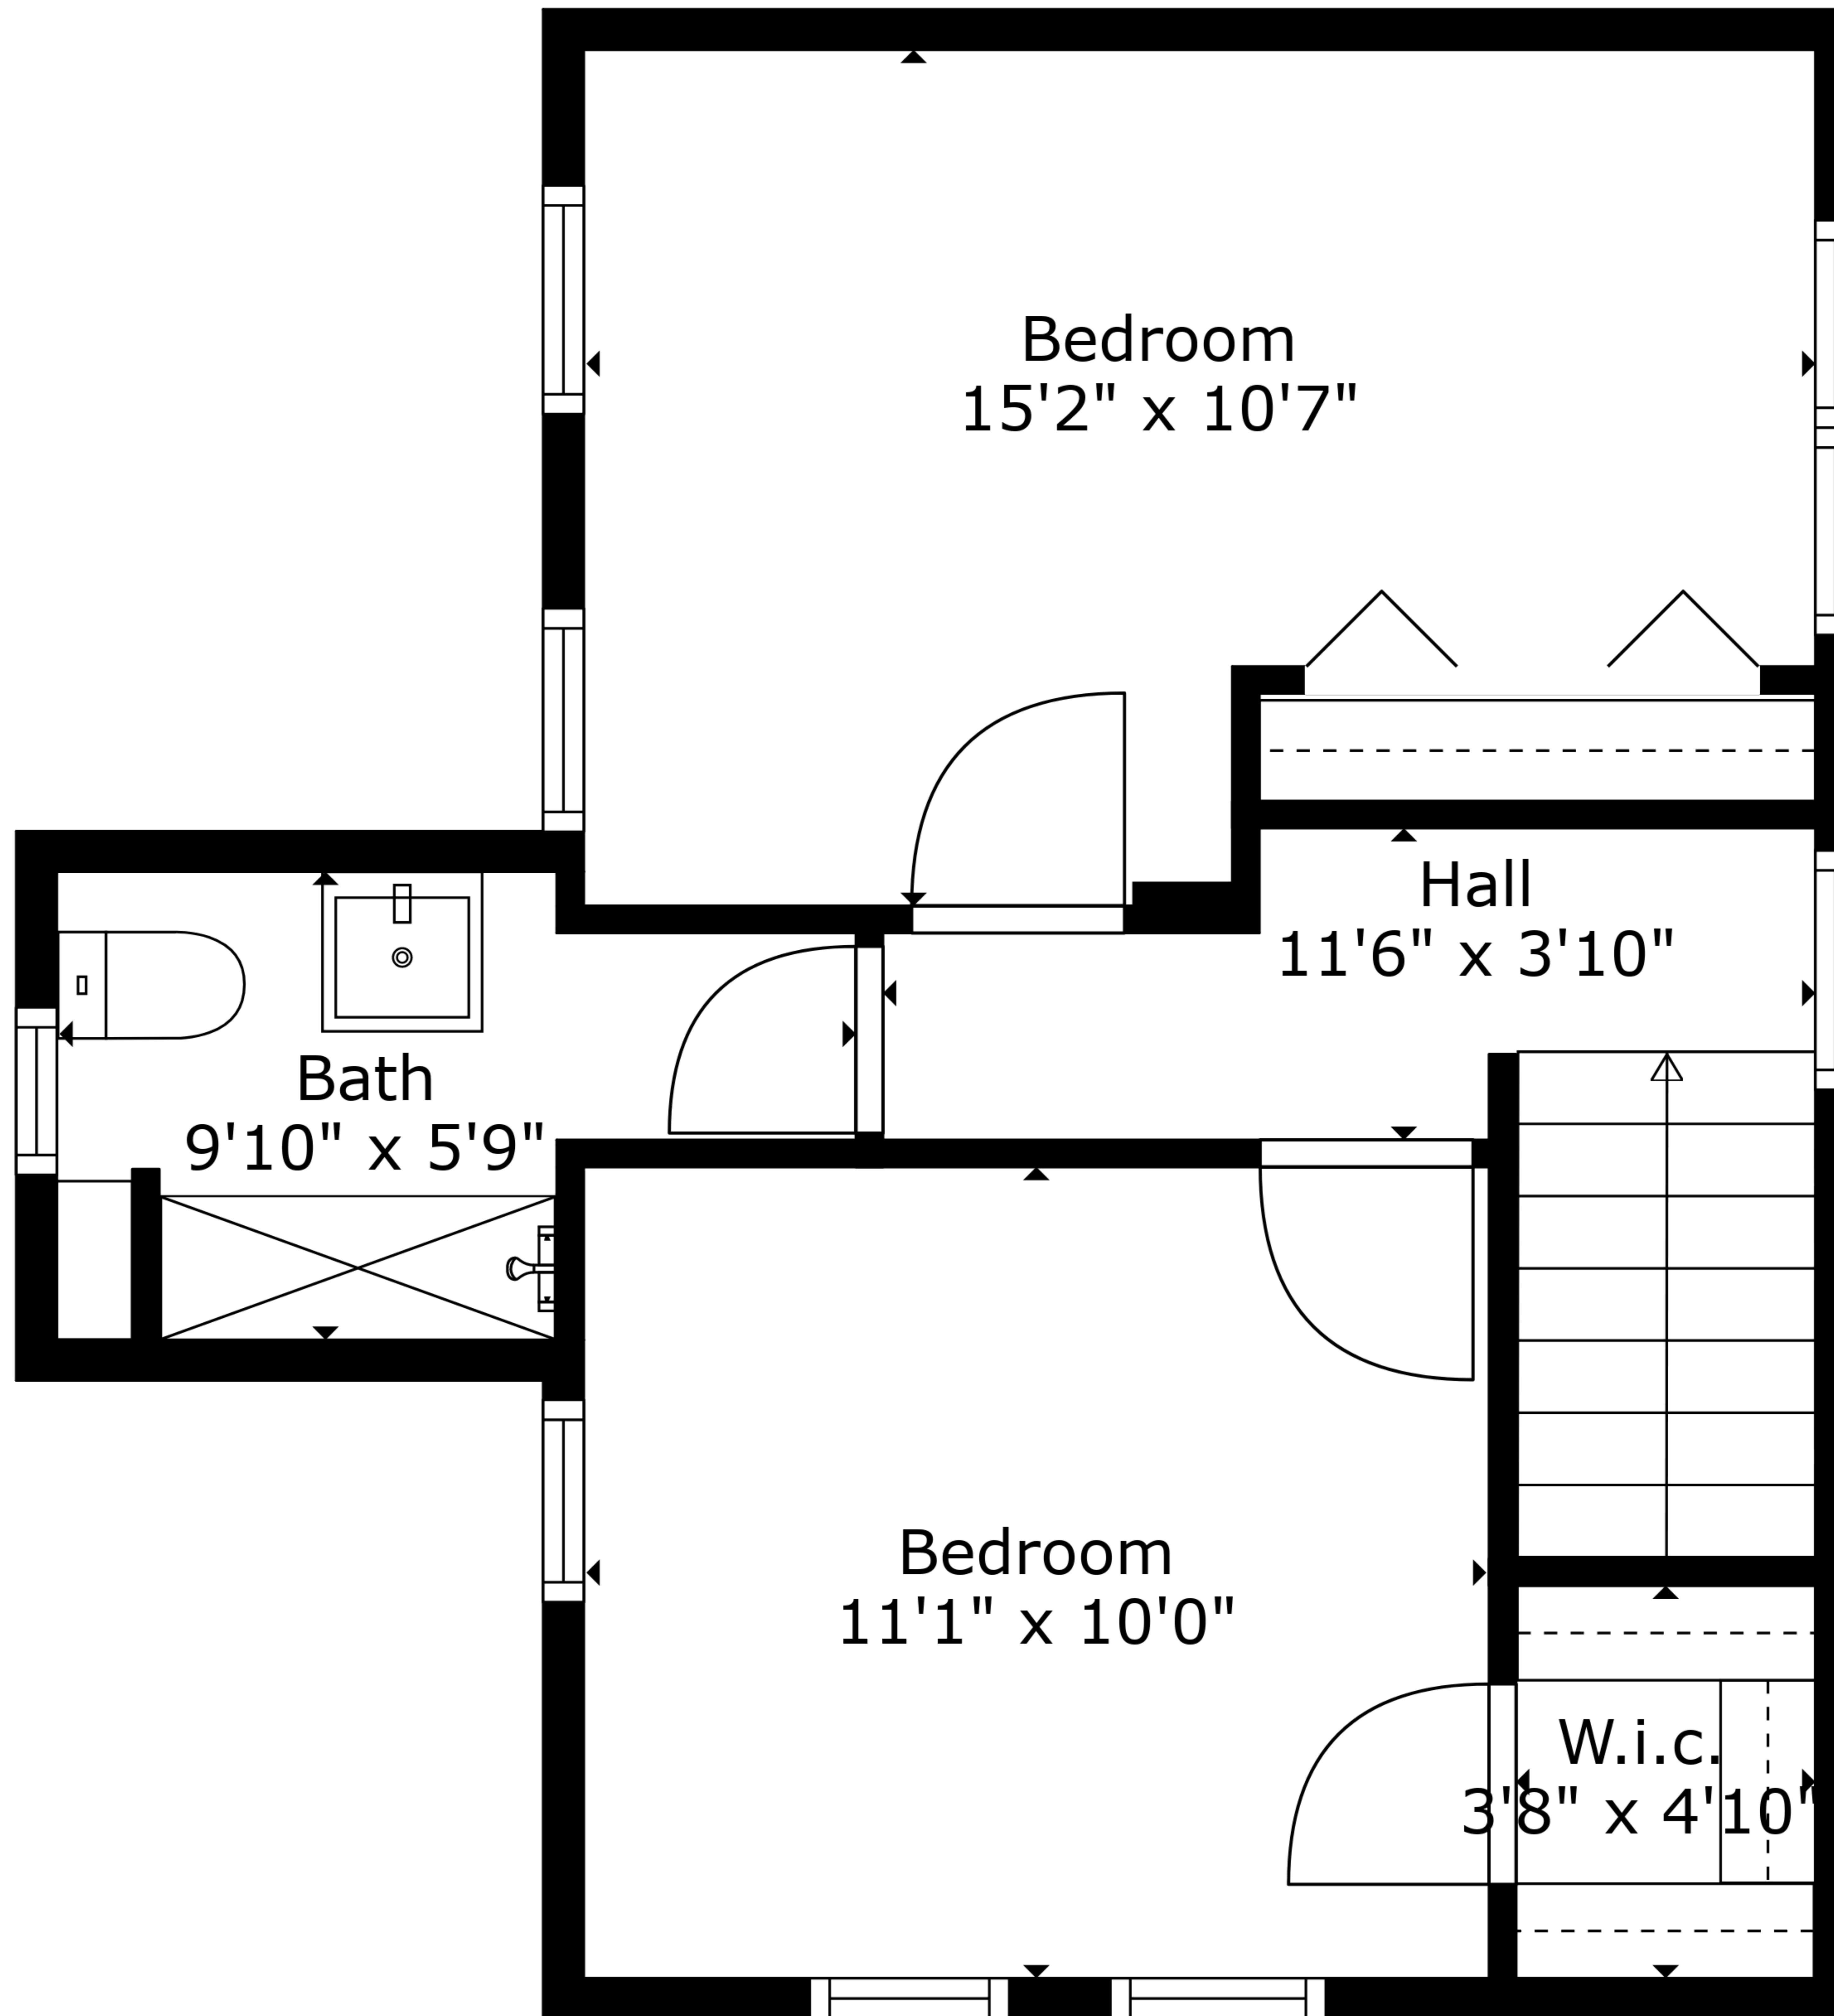 Bedroom
15'2" x 10'7"
Hall
11'6" x 3'10"
Bath
9'10" x 5'9"
Bedroom
11'1" x 10'0"
W.i.c.
3'8" x 4'10"